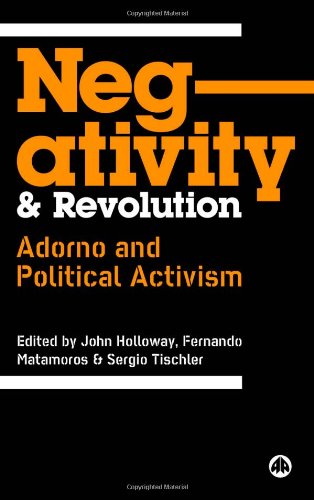 Neg—
ativity
& Revolution
Adorno and
Political Activism
Edited by John Holloway, Fernando
Matamoros & Sergio Tischler